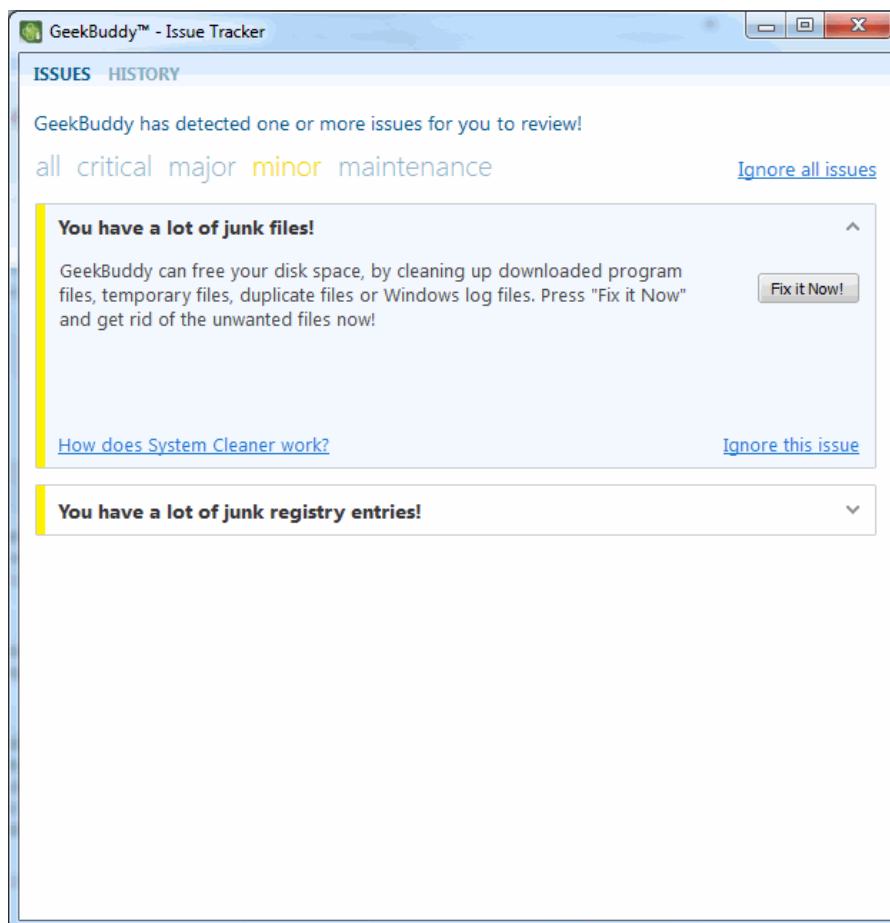 GeekBuddy™ - Issue Tracker
ISSUES HISTORY
GeekBuddy has detected one or more issues for you to review!
all critical major minor maintenance Ignore all issues
You have a lot of junk files!
GeekBuddy can free your disk space, by cleaning up downloaded program
files, temporary files, duplicate files or Windows log files. Press "Fix it Now"
and get rid of the unwanted files now!
Fix it Now!
How does System Cleaner work? Ignore this issue
You have a lot of junk registry entries!